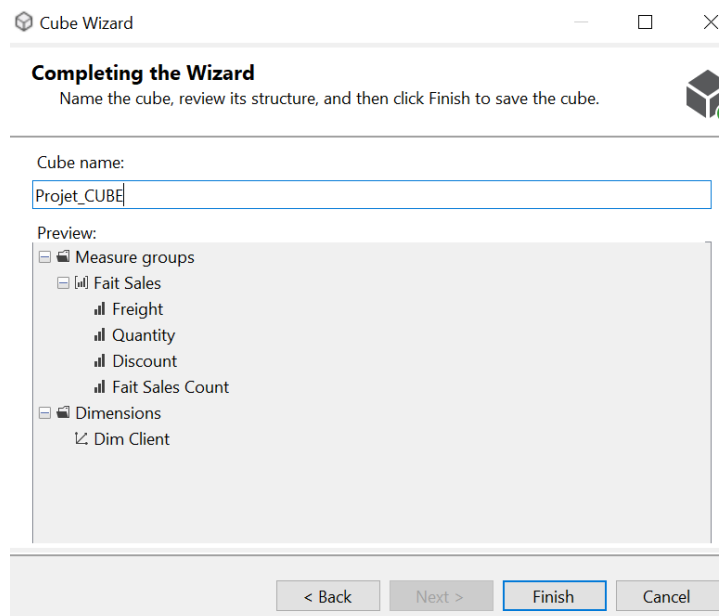 Cube Wizard
Completing the Wizard
Name the cube, review its structure, and then click Finish to save the cube.
Cube name:
Projet_CUBE
Preview:
Measure groups
Fait Sales
Freight
Quantity
Discount
Fait Sales Count
Dimensions
Dim Client
< Back Next > Finish Cancel